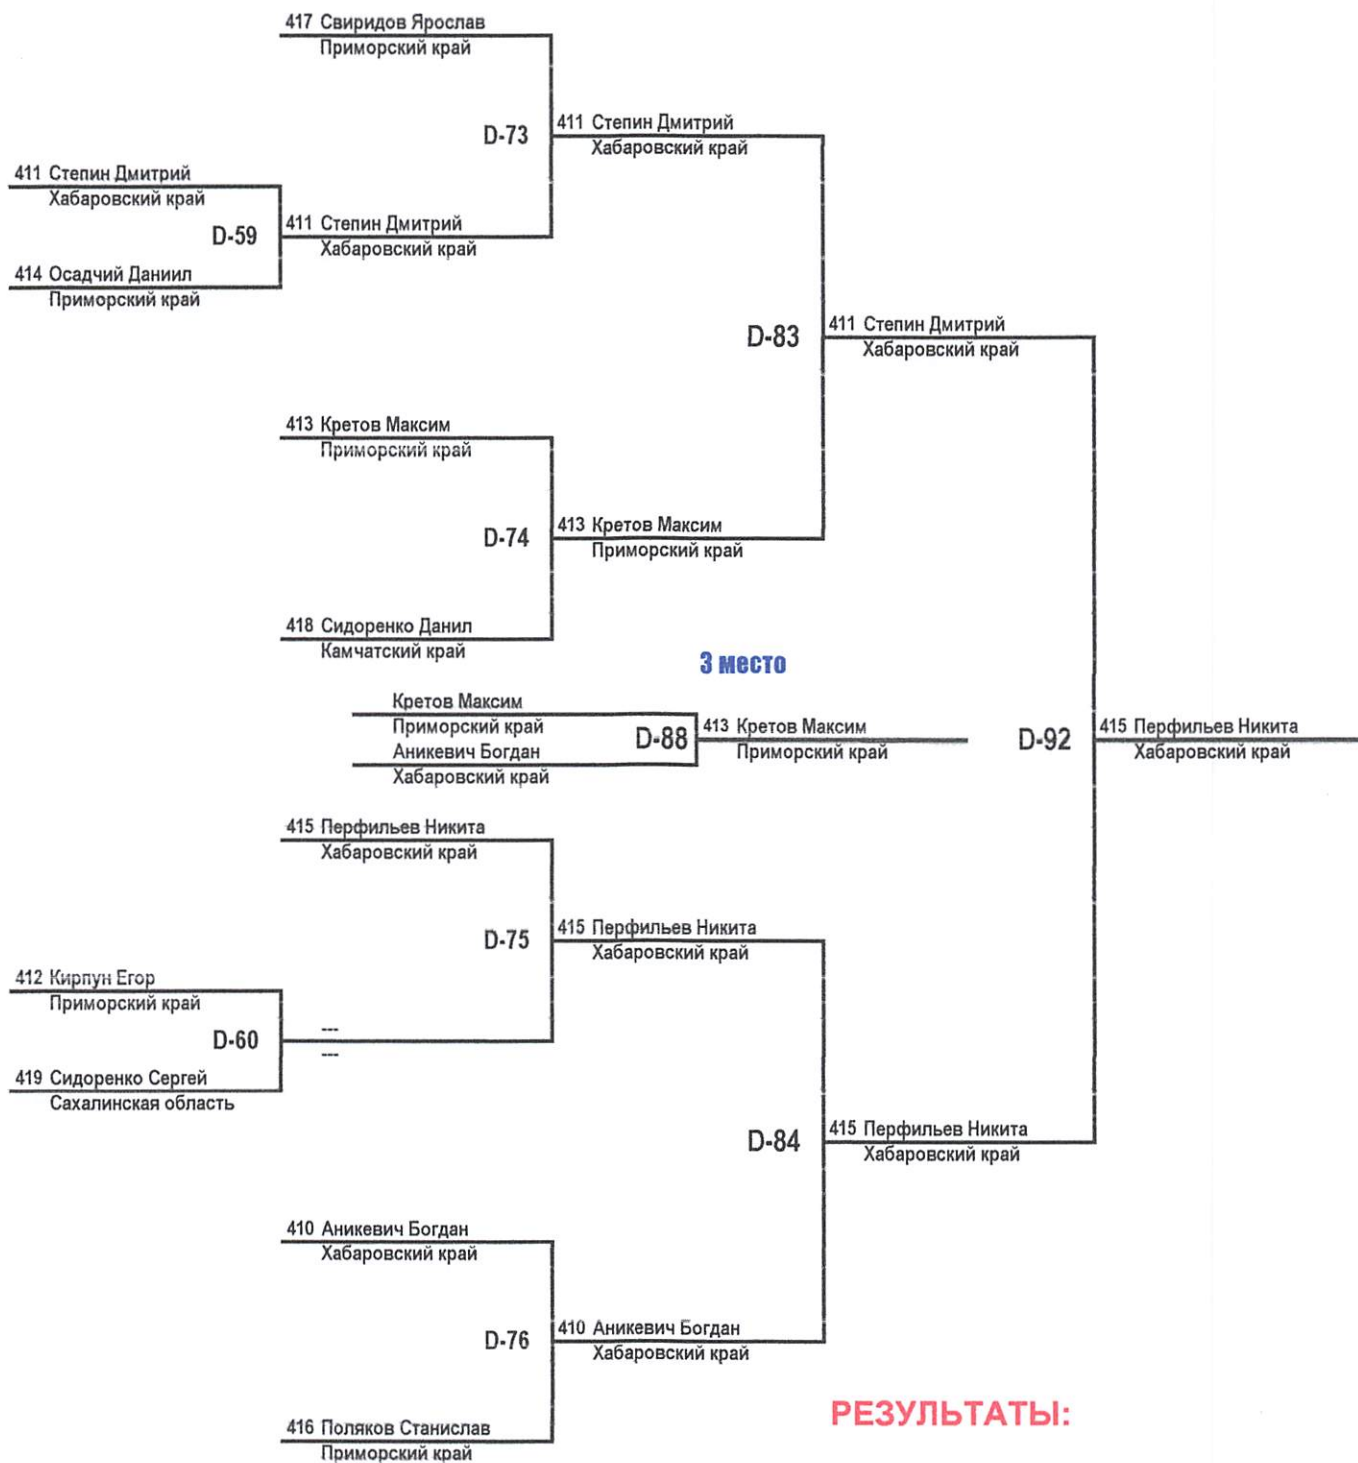 417 Свиридов Ярослав
Приморский край
D-73
411 Степин Дмитрий
Хабаровский край
411 Степин Дмитрий
Хабаровский край
D-59
411 Степин Дмитрий
Хабаровский край
414 Осадчий Даниил
Приморский край
D-83
411 Степин Дмитрий
Хабаровский край
413 Кретов Максим
Приморский край
D-74
413 Кретов Максим
Приморский край
418 Сидоренко Данил
Камчатский край
3 место
Кретов Максим
Приморский край
D-88
413 Кретов Максим
Приморский край
Аникевич Богдан
Хабаровский край
D-92
415 Перфильев Никита
Хабаровский край
415 Перфильев Никита
Хабаровский край
D-75
415 Перфильев Никита
Хабаровский край
412 Кирпун Егор
Приморский край
D-60
---
---
419 Сидоренко Сергей
Сахалинская область
D-84
415 Перфильев Никита
Хабаровский край
410 Аникевич Богдан
Хабаровский край
D-76
410 Аникевич Богдан
Хабаровский край
416 Поляков Станислав
Приморский край
РЕЗУЛЬТАТЫ: